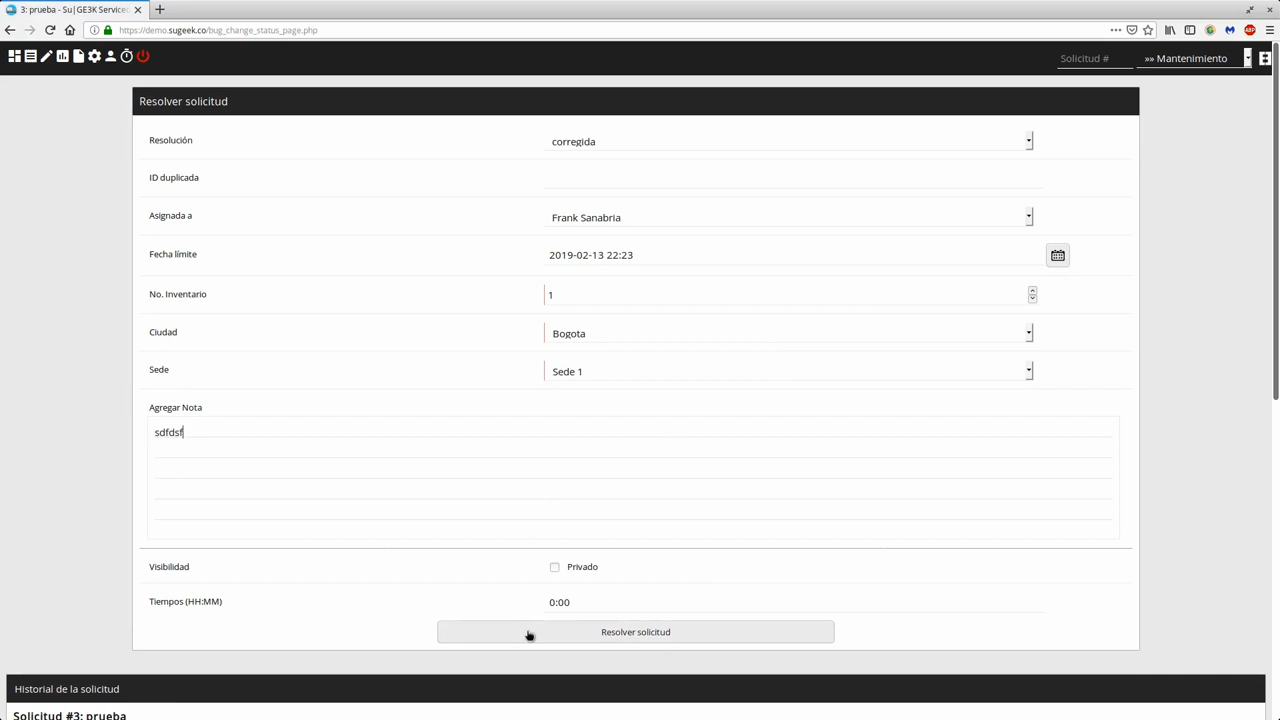 3: prueba - Su|GE3K Serviced
https://demo.sugeek.co/bug_change_status_page.php
Solicitud #
»» Mantenimiento
Resolver solicitud
Resolución
corregida
ID duplicada
Asignada a
Frank Sanabria
Fecha límite
2019-02-13 22:23
No. Inventario
1
Ciudad
Bogota
Sede
Sede 1
Agregar Nota
sdfdsf
Visibilidad
Privado
Tiempos (HH:MM)
0:00
Resolver solicitud
Historial de la solicitud
Solicitud #3: prueba